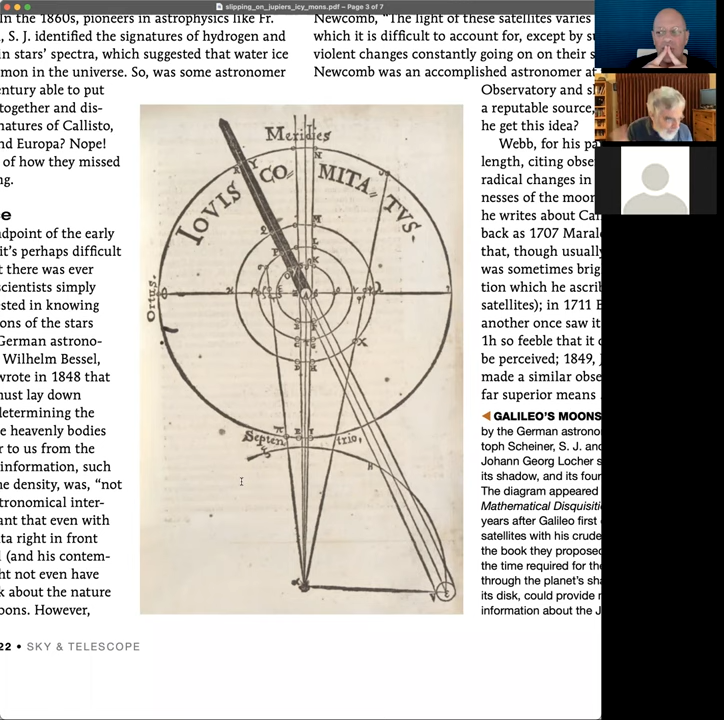 slipping_on_jupiers_icy_mons.pdf – Page 3 of 7
In the 1860s, pioneers in astrophysics like Fr.
, S. J. identified the signatures of hydrogen and
in stars’ spectra, which suggested that water ice
mon in the universe. So, was some astronomer
entury able to put
together and dis-
natures of Callisto,
nd Europa? Nope!
of how they missed
ng.
ce
ndpoint of the early
it’s perhaps difficult
t there was ever
scientists simply
ested in knowing
ons of the stars
German astrono-
Wilhelm Bessel,
wrote in 1848 that
must lay down
determining the
e heavenly bodies
r to us from the
information, such
he density, was, “not
tronomical inter-
ant that even with
ta right in front
l (and his contem-
ht not even have
k about the nature
oons. However,
22 • SKY & TELESCOPE
Meridies
IOVIS COMITATVS.
Ortus.
Septen trio,
Newcomb, “The light of these satellites varies
which it is difficult to account for, except by su
violent changes constantly going on on their s
Newcomb was an accomplished astronomer at
Observatory and sl
a reputable source,
he get this idea?
Webb, for his pa
length, citing obse
radical changes in
nesses of the moon
he writes about Cal
back as 1707 Marald
that, though usually
was sometimes brig
tion which he ascrib
satellites); in 1711 B
another once saw it
1h so feeble that it c
be perceived; 1849, J
made a similar obse
far superior means
◀ GALILEO’S MOONS
by the German astrono
toph Scheiner, S. J. and
Johann Georg Locher s
its shadow, and its four
The diagram appeared
Mathematical Disquisiti
years after Galileo first
satellites with his crude
the book they proposed
the time required for the
through the planet’s sha
its disk, could provide m
information about the J